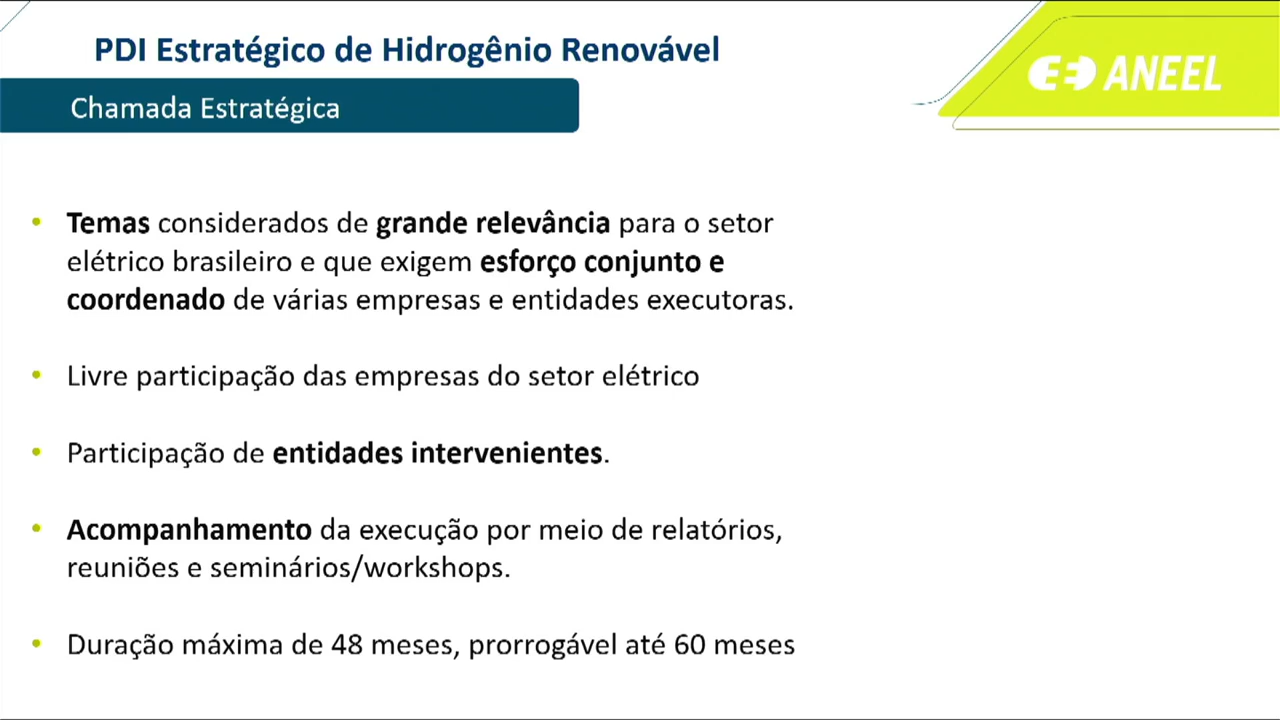 PDI Estratégico de Hidrogênio Renovável
ANEEL
Chamada Estratégica
• Temas considerados de grande relevância para o setor
elétrico brasileiro e que exigem esforço conjunto e
coordenado de várias empresas e entidades executoras.
• Livre participação das empresas do setor elétrico
• Participação de entidades intervenientes.
• Acompanhamento da execução por meio de relatórios,
reuniões e seminários/workshops.
• Duração máxima de 48 meses, prorrogável até 60 meses